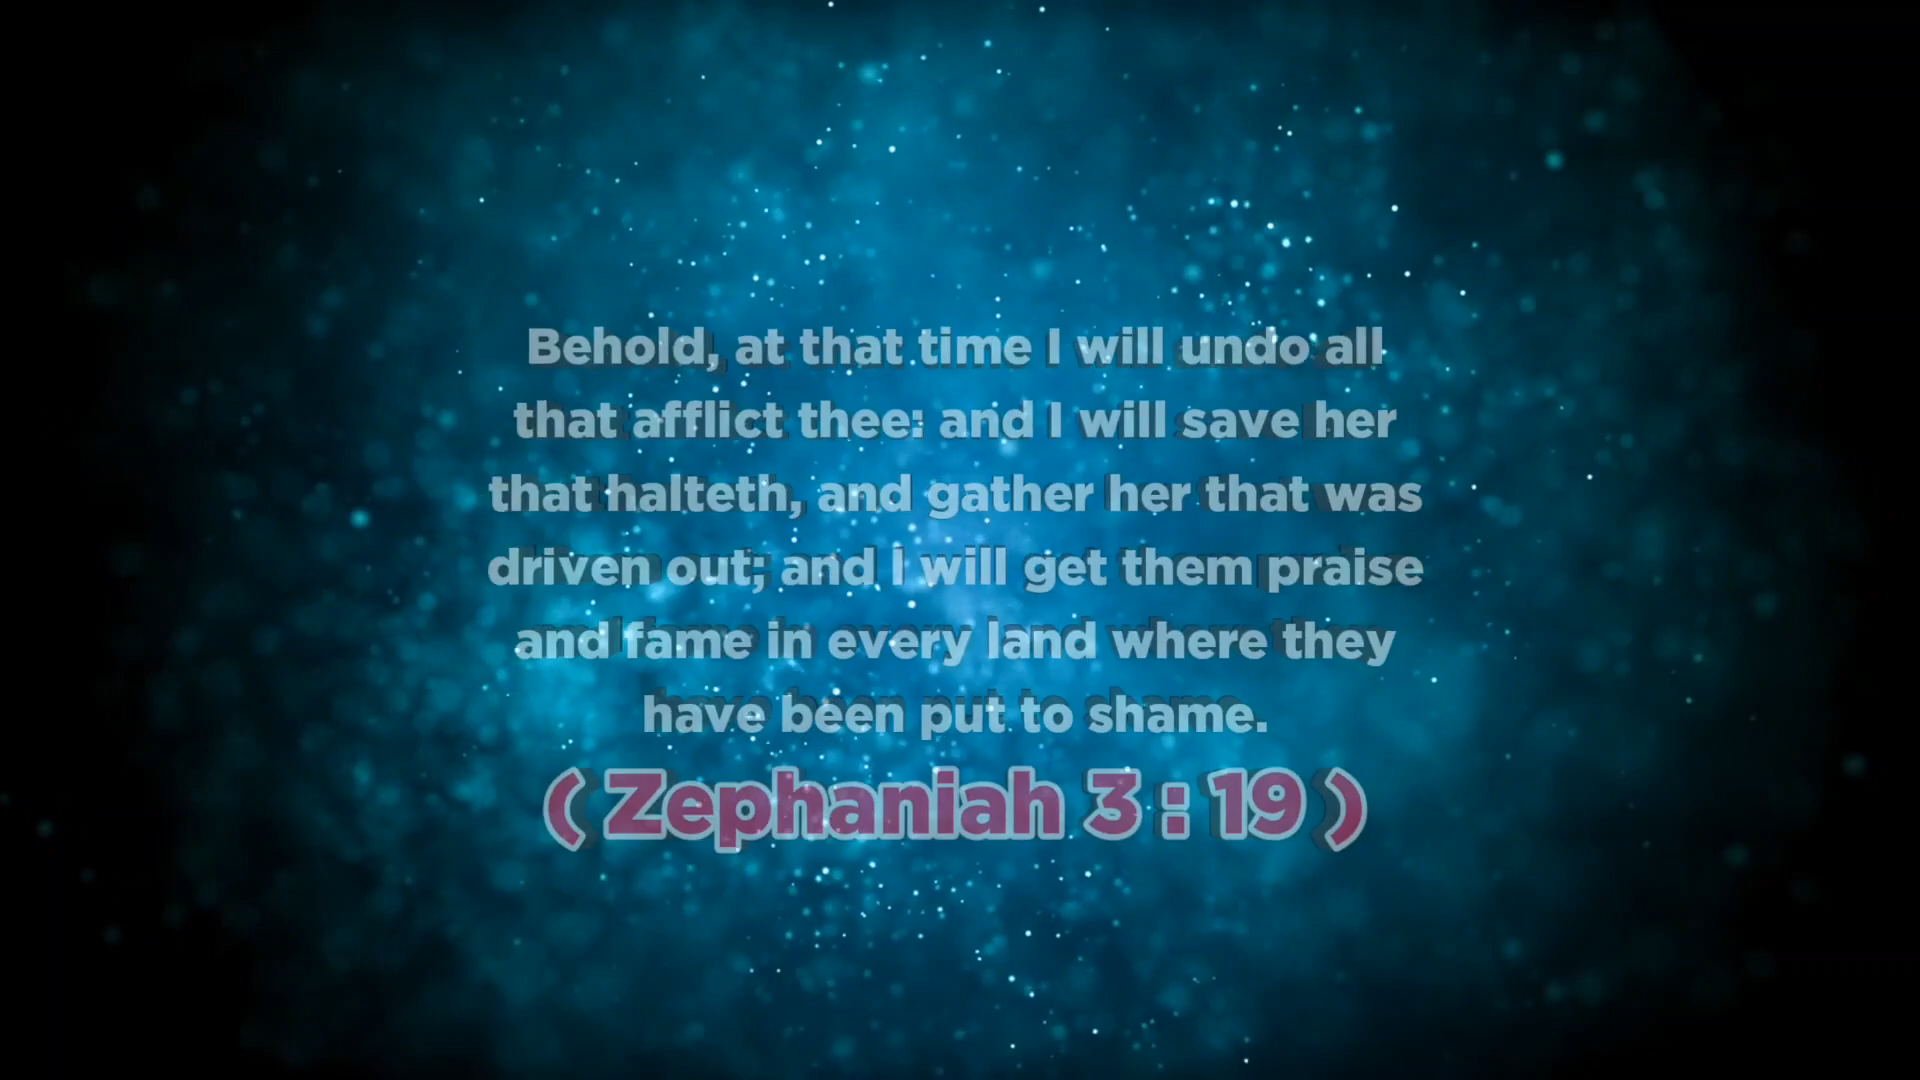 Behold, at that time I will undo all
that afflict thee: and I will save her
that halteth, and gather her that was
driven out; and I will get them praise
and fame in every land where they
have been put to shame.
( Zephaniah 3 : 19 )